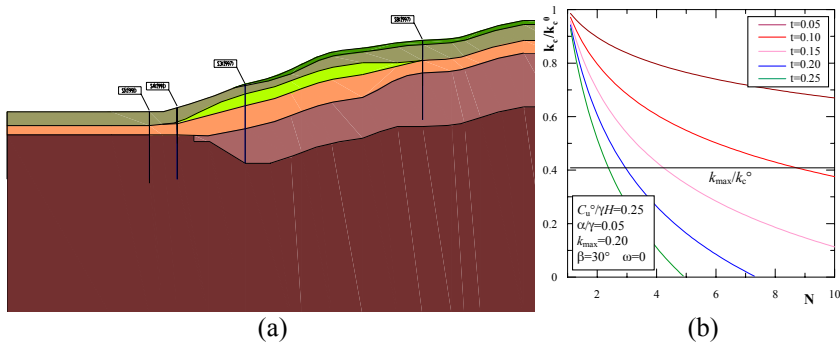 k_c/k_c^0
1
0.8
0.6
0.4
0.2
0
2
4
6
8
10
N
t=0.05
t=0.10
t=0.15
t=0.20
t=0.25
k_max/k_c°
C_u°/γH=0.25
α/γ=0.05
k_max=0.20
β=30° ω=0
(a)
(b)